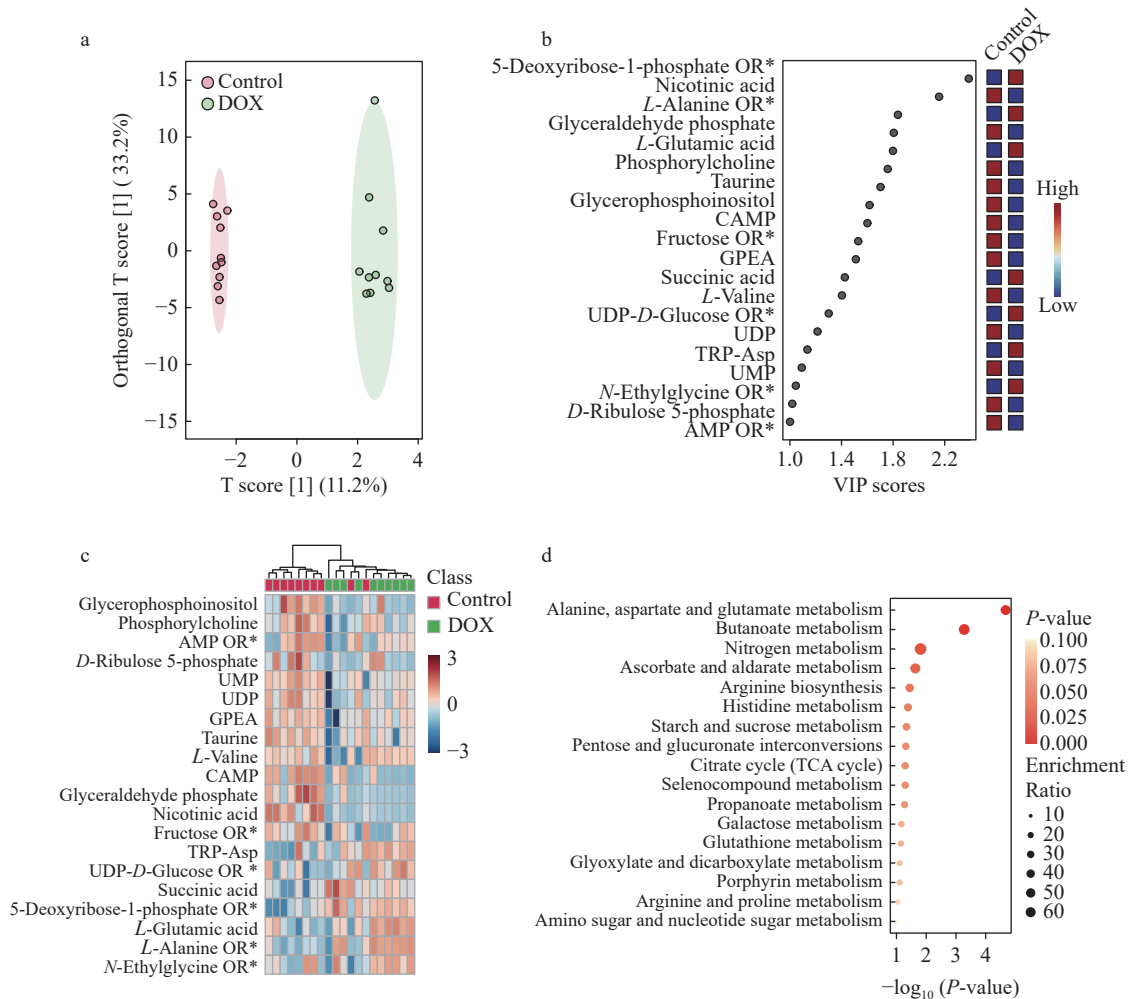 a
15
10
5
0
−5
−10
−15
Orthogonal T score [1] ( 33.2%)
Control
DOX
−2
0
2
4
T score [1] (11.2%)
b
Control
DOX
5-Deoxyribose-1-phosphate OR*
Nicotinic acid
L-Alanine OR*
Glyceraldehyde phosphate
L-Glutamic acid
Phosphorylcholine
Taurine
Glycerophosphoinositol
CAMP
Fructose OR*
GPEA
Succinic acid
L-Valine
UDP-D-Glucose OR*
UDP
TRP-Asp
UMP
N-Ethylglycine OR*
D-Ribulose 5-phosphate
AMP OR*
1.0
1.4
1.8
2.2
VIP scores
High
Low
c
Class
Control
DOX
3
0
−3
Glycerophosphoinositol
Phosphorylcholine
AMP OR*
D-Ribulose 5-phosphate
UMP
UDP
GPEA
Taurine
L-Valine
CAMP
Glyceraldehyde phosphate
Nicotinic acid
Fructose OR*
TRP-Asp
UDP-D-Glucose OR *
Succinic acid
5-Deoxyribose-1-phosphate OR*
L-Glutamic acid
L-Alanine OR*
N-Ethylglycine OR*
d
Alanine, aspartate and glutamate metabolism
Butanoate metabolism
Nitrogen metabolism
Ascorbate and aldarate metabolism
Arginine biosynthesis
Histidine metabolism
Starch and sucrose metabolism
Pentose and glucuronate interconversions
Citrate cycle (TCA cycle)
Selenocompound metabolism
Propanoate metabolism
Galactose metabolism
Glutathione metabolism
Glyoxylate and dicarboxylate metabolism
Porphyrin metabolism
Arginine and proline metabolism
Amino sugar and nucleotide sugar metabolism
1
2
3
4
−log10 (P-value)
P-value
0.100
0.075
0.050
0.025
0.000
Enrichment
Ratio
10
20
30
40
50
60